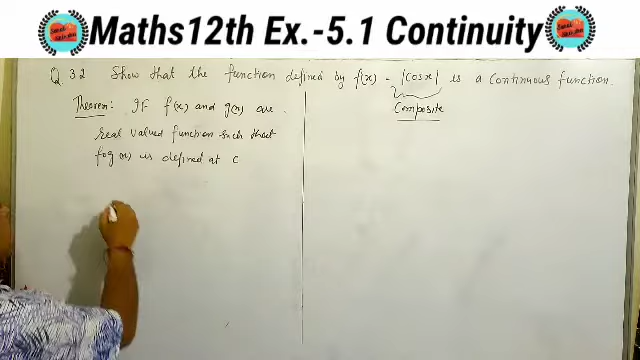 Maths12th Ex.-5.1 Continuity
Q. 32 Show that the function defined by f(x) = |cosx| is a continuous function.
Composite
Theorem: If f(x) and g(x) are
real valued function such that
fog(x) is defined at c